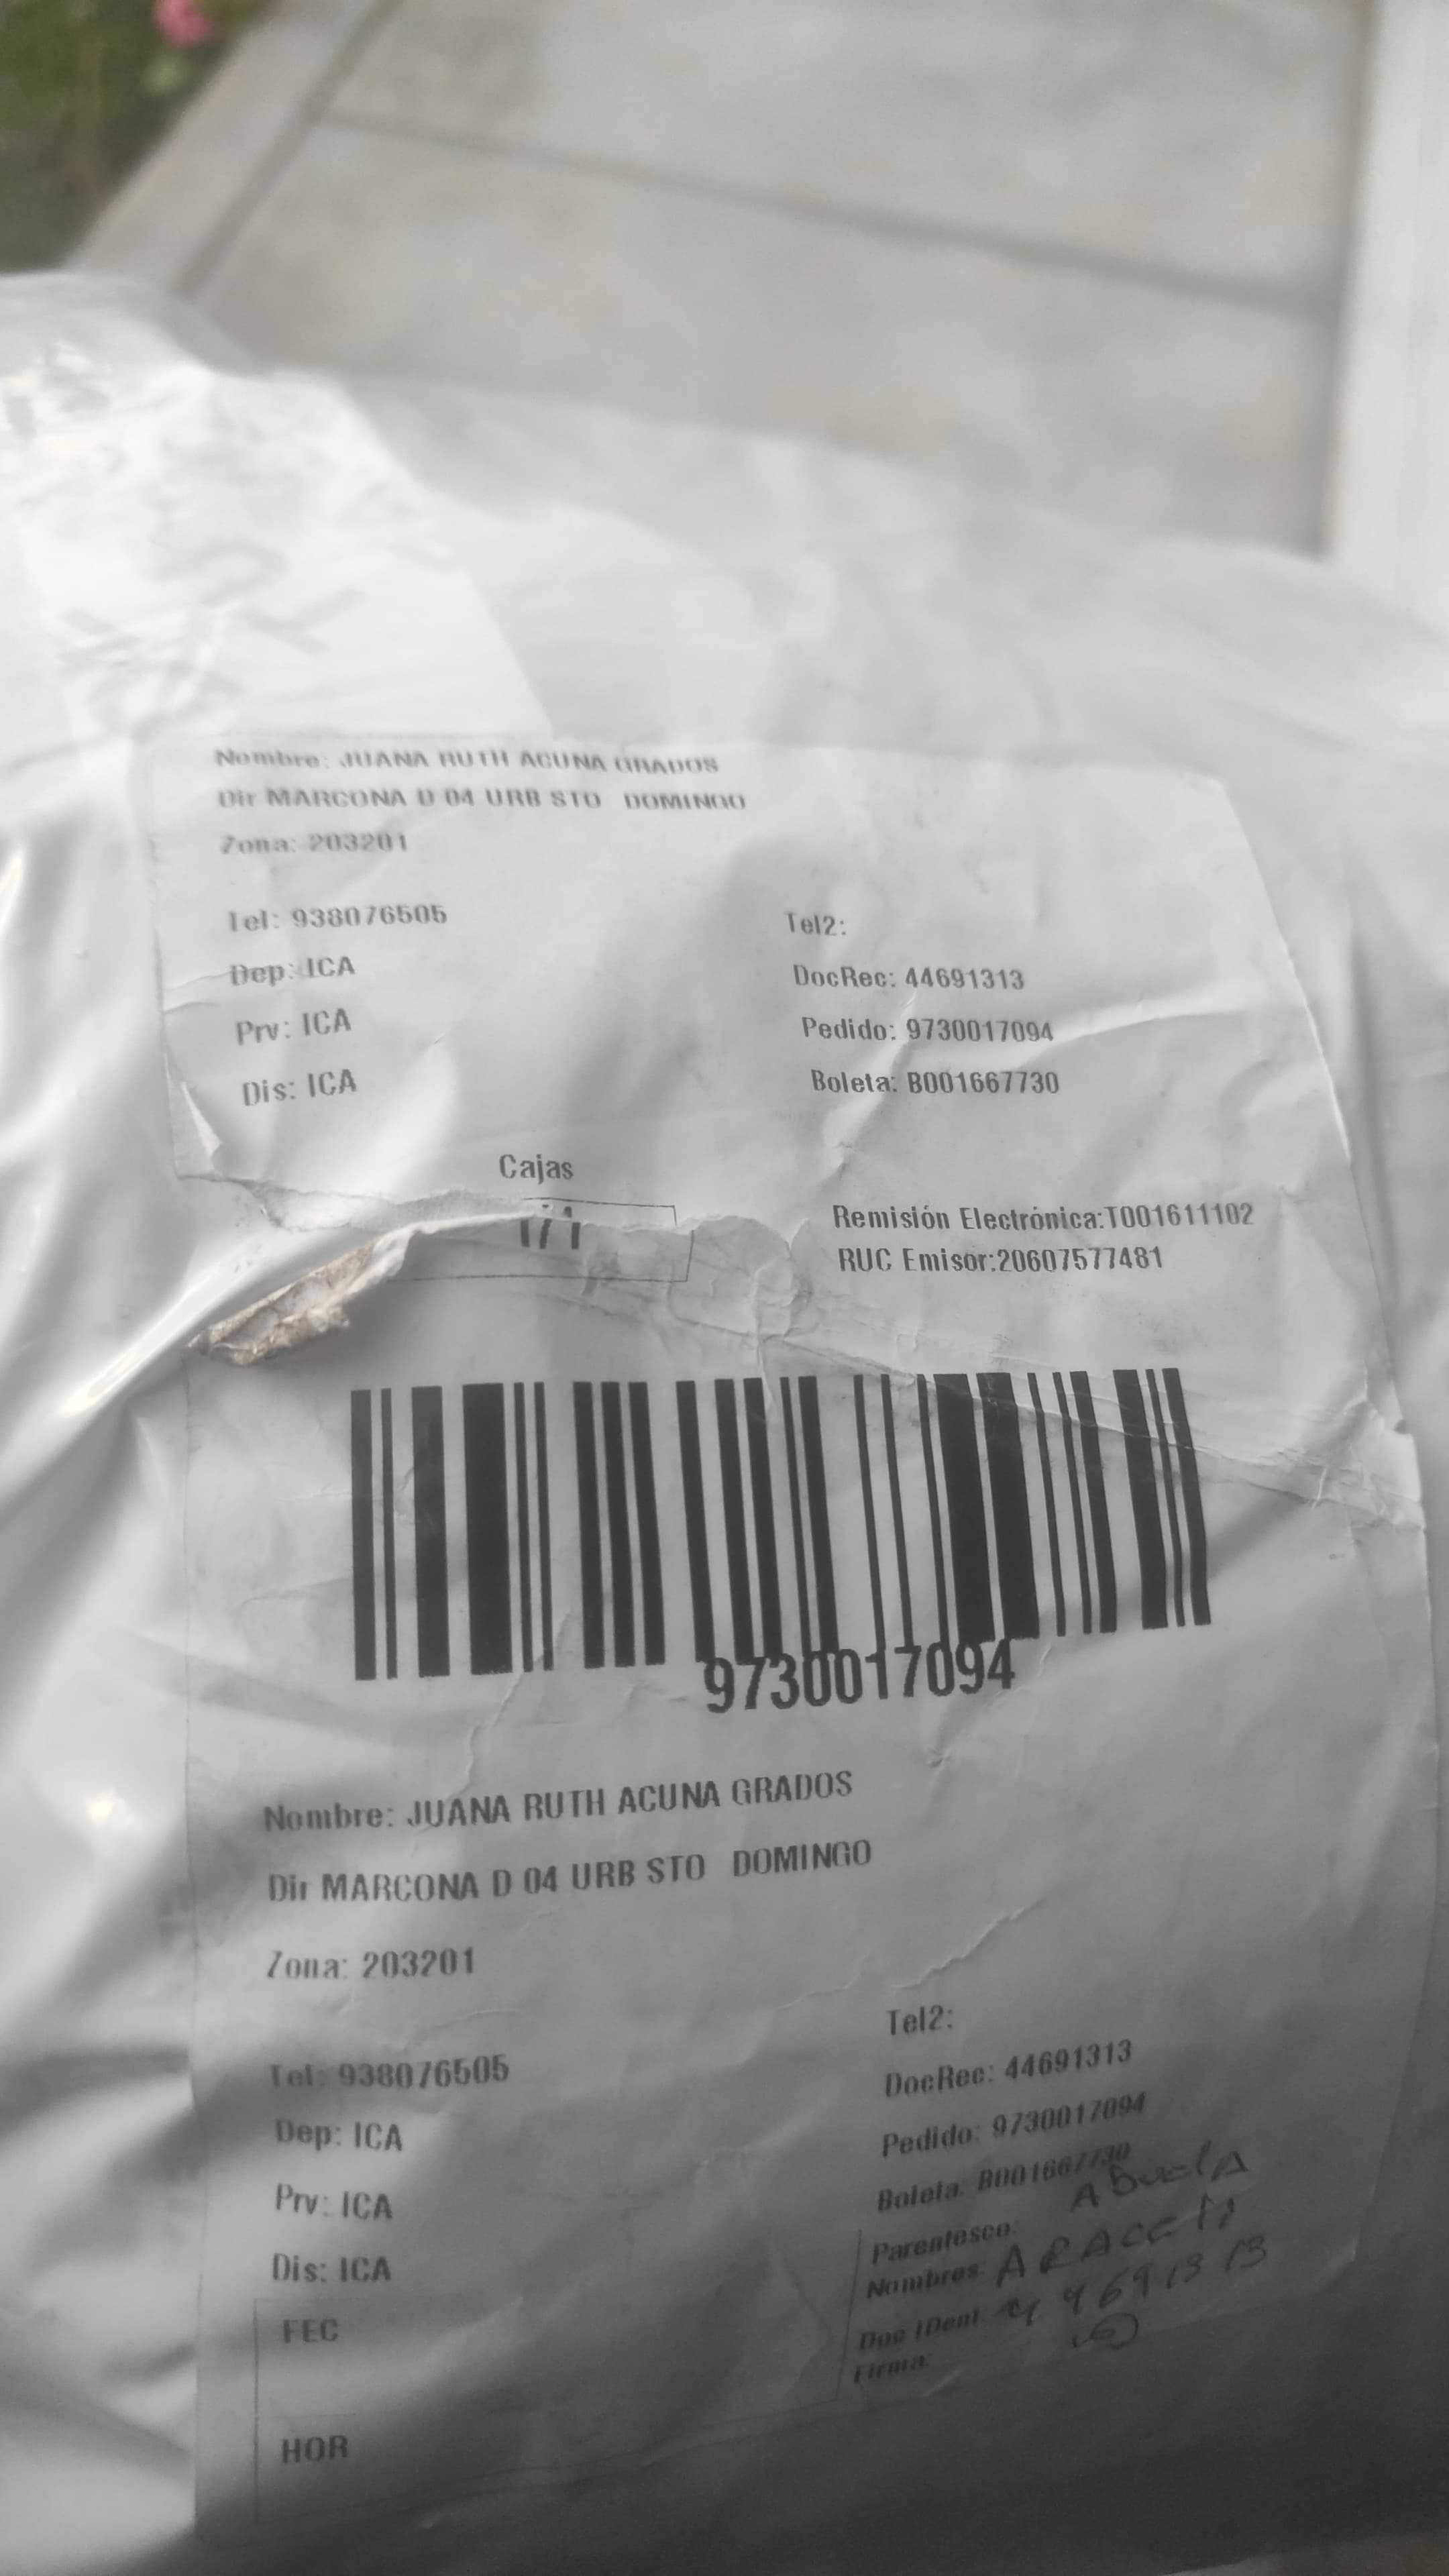 Nombre: JUANA RUTH ACUNA GRADOS
Dir MARCONA D 04 URB STO DOMINGO
Zona: 203201
Tel: 938076505
Tel2:
Dep: ICA
DocRec: 44691313
Prv: ICA
Pedido: 9730017094
Dis: ICA
Boleta: B001667730
Cajas
1/1
Remisión Electrónica:T001611102
RUC Emisor:20607577481
9730017094
Nombre: JUANA RUTH ACUNA GRADOS
Dir MARCONA D 04 URB STO DOMINGO
Zona: 203201
Tel2:
Tel: 938076505
DocRec: 44691313
Dep: ICA
Pedido: 9730017094
Prv: ICA
Boleta: B001667730
Dis: ICA
Parentesco: Abuela
Nombres ARACELI
FEC
Doc IDent 44691313
Firma:
HOR